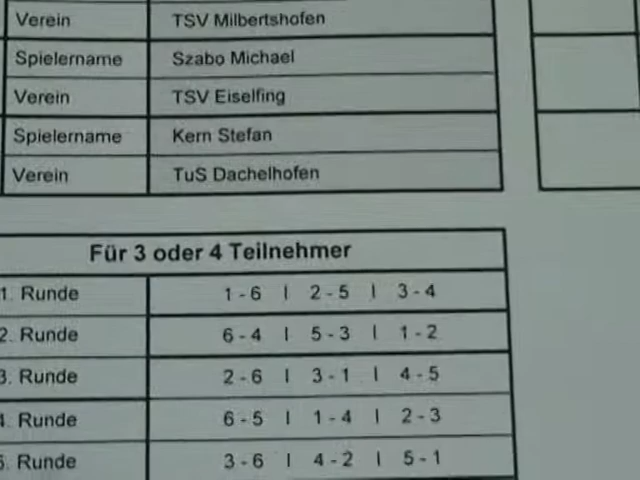 Verein TSV Milbertshofen
Spielername Szabo Michael
Verein TSV Eiselfing
Spielername Kern Stefan
Verein TuS Dachelhofen
Für 3 oder 4 Teilnehmer
1. Runde 1 - 6 I 2 - 5 I 3 - 4
2. Runde 6 - 4 I 5 - 3 I 1 - 2
3. Runde 2 - 6 I 3 - 1 I 4 - 5
4. Runde 6 - 5 I 1 - 4 I 2 - 3
5. Runde 3 - 6 I 4 - 2 I 5 - 1